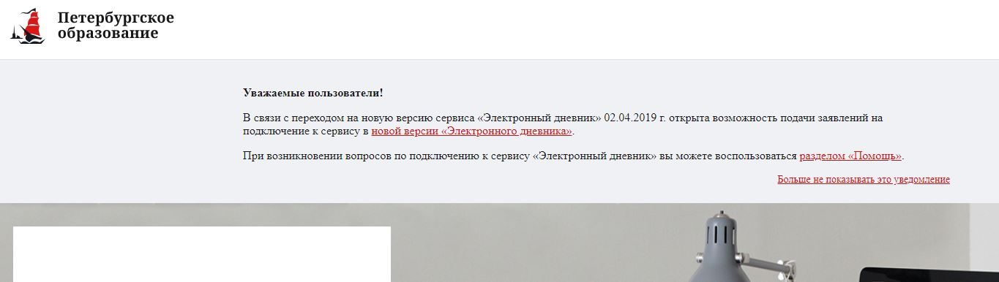 Петербургское
образование
Уважаемые пользователи!
В связи с переходом на новую версию сервиса «Электронный дневник» 02.04.2019 г. открыта возможность подачи заявлений на
подключение к сервису в новой версии «Электронного дневника».
При возникновении вопросов по подключению к сервису «Электронный дневник» вы можете воспользоваться разделом «Помощь».
Больше не показывать это уведомление